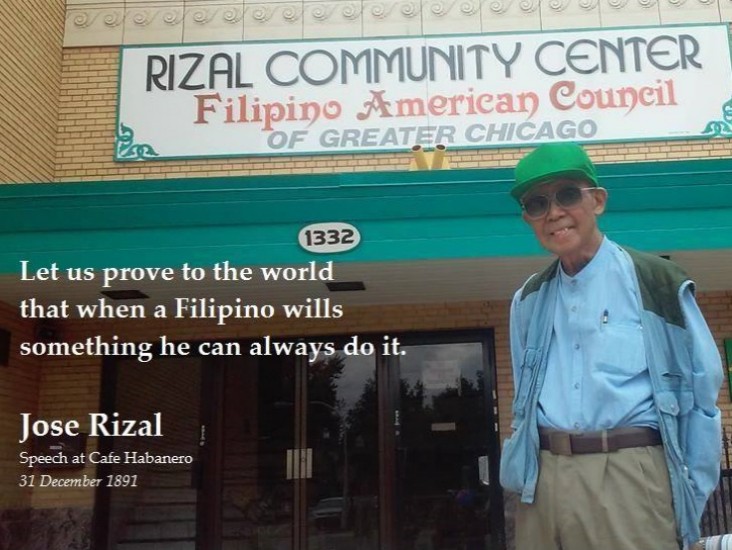 RIZAL COMMUNITY CENTER
Filipino American Council
OF GREATER CHICAGO
1332
Let us prove to the world
that when a Filipino wills
something he can always do it.
Jose Rizal
Speech at Cafe Habanero
31 December 1891